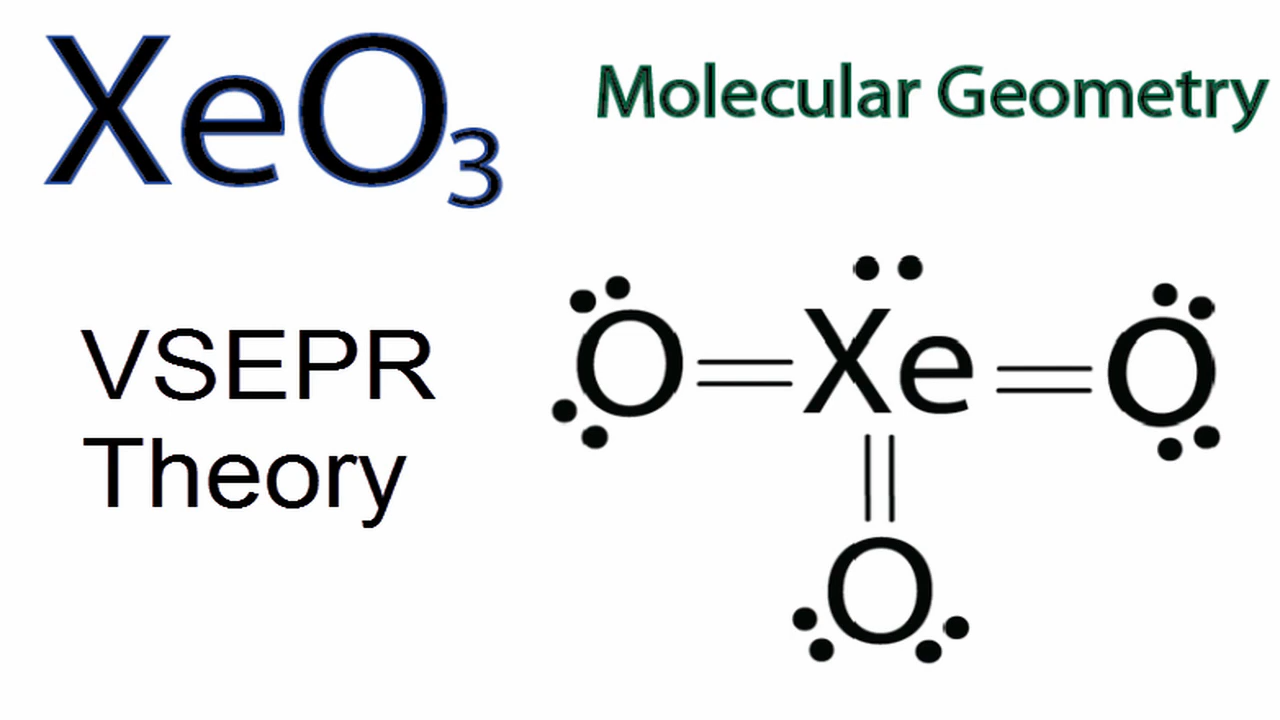 XeO₃
Molecular Geometry
VSEPR
Theory
O Xe O
O